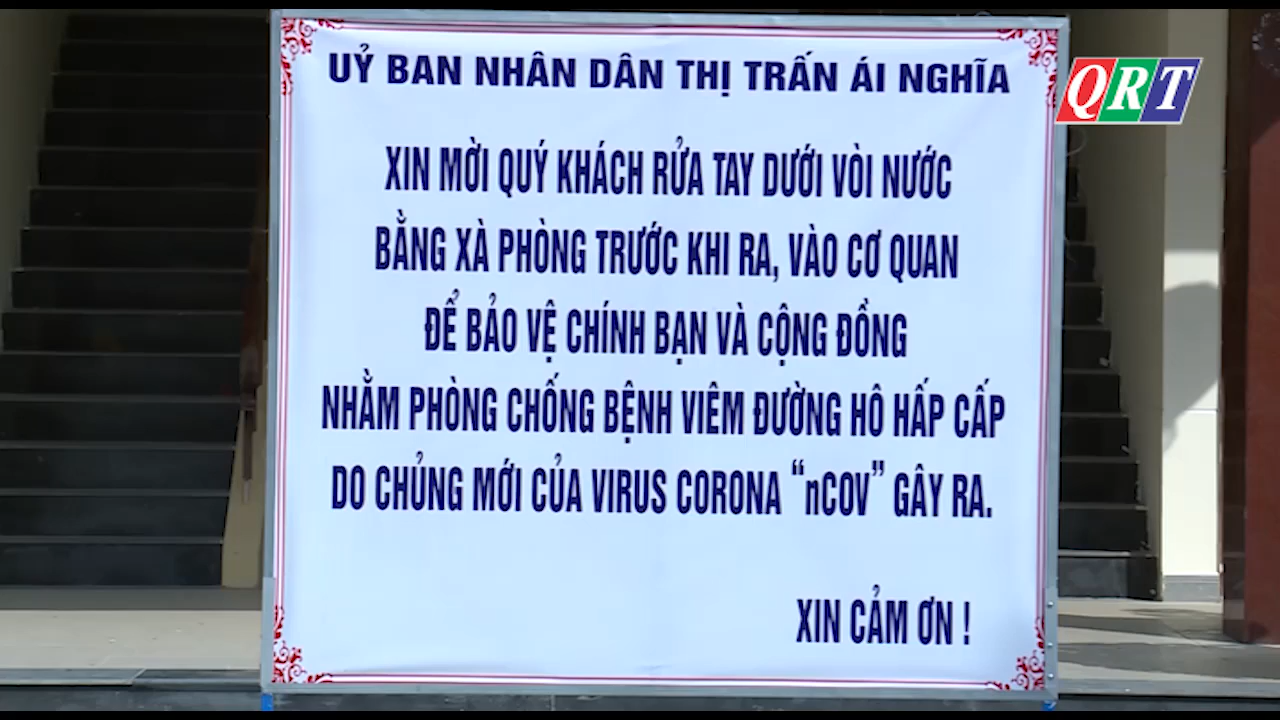 UỶ BAN NHÂN DÂN THỊ TRẤN ÁI NGHĨA
QRT
XIN MỜI QUÝ KHÁCH RỬA TAY DƯỚI VÒI NƯỚC
BẰNG XÀ PHÒNG TRƯỚC KHI RA, VÀO CƠ QUAN
ĐỂ BẢO VỆ CHÍNH BẠN VÀ CỘNG ĐỒNG
NHẰM PHÒNG CHỐNG BỆNH VIÊM ĐƯỜNG HÔ HẤP CẤP
DO CHỦNG MỚI CỦA VIRUS CORONA “nCOV” GÂY RA.
XIN CẢM ƠN !